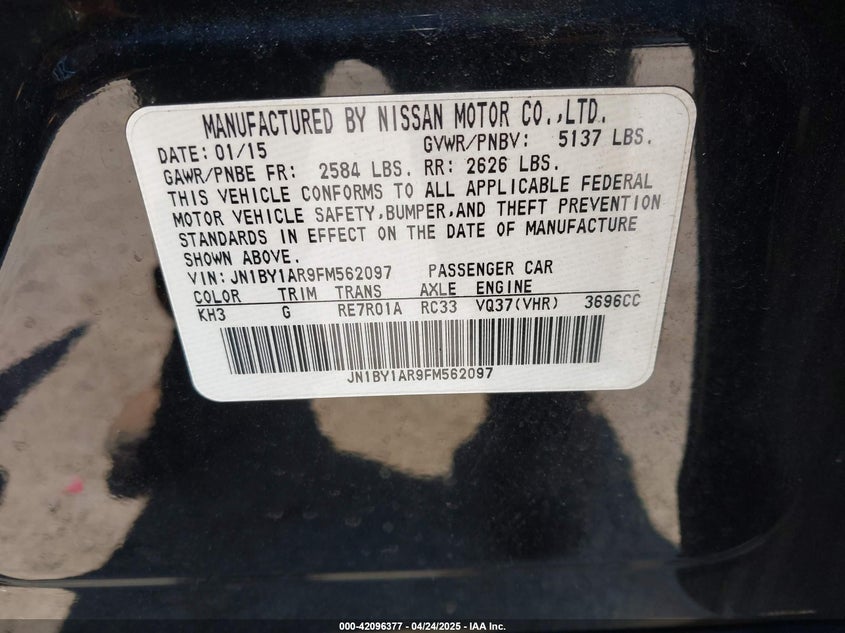 MANUFACTURED BY NISSAN MOTOR CO.,LTD.
DATE: 01/15 GVWR/PNBV: 5137 LBS.
GAWR/PNBE FR: 2584 LBS. RR: 2626 LBS.
THIS VEHICLE CONFORMS TO ALL APPLICABLE FEDERAL
MOTOR VEHICLE SAFETY,BUMPER,AND THEFT PREVENTION
STANDARDS IN EFFECT ON THE DATE OF MANUFACTURE
SHOWN ABOVE.
VIN: JN1BY1AR9FM562097 PASSENGER CAR
COLOR TRIM TRANS AXLE ENGINE
KH3 G RE7R01A RC33 VQ37(VHR) 3696CC
JN1BY1AR9FM562097
000-42096377 - 04/24/2025 - IAA Inc.